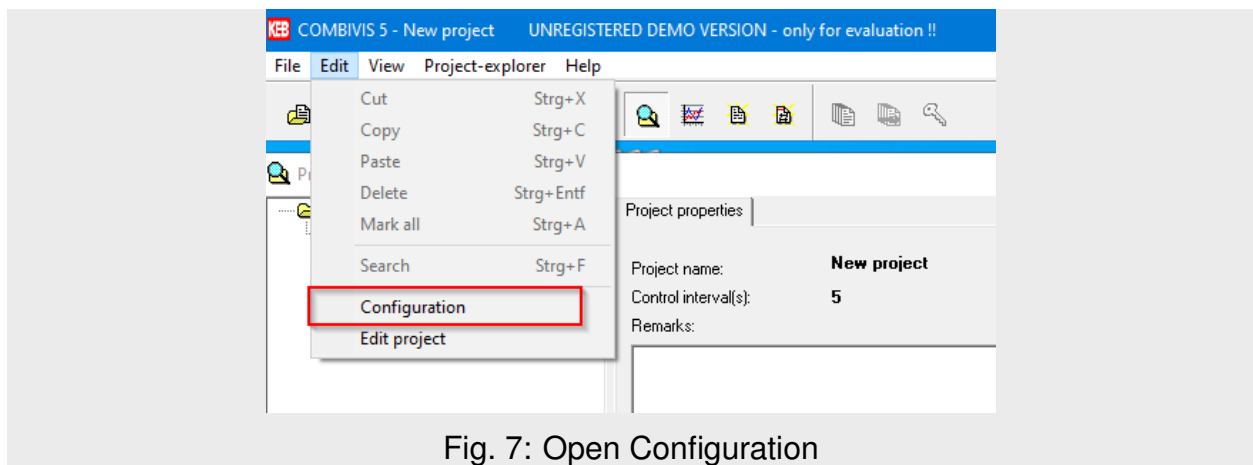 KEB COMBIVIS 5 - New project UNREGISTERED DEMO VERSION - only for evaluation !!
File Edit View Project-explorer Help
Cut Strg+X
Copy Strg+C
Paste Strg+V
Delete Strg+Entf
Mark all Strg+A
Search Strg+F
Configuration
Edit project
Project properties
Project name: New project
Control interval(s): 5
Remarks:
Fig. 7: Open Configuration